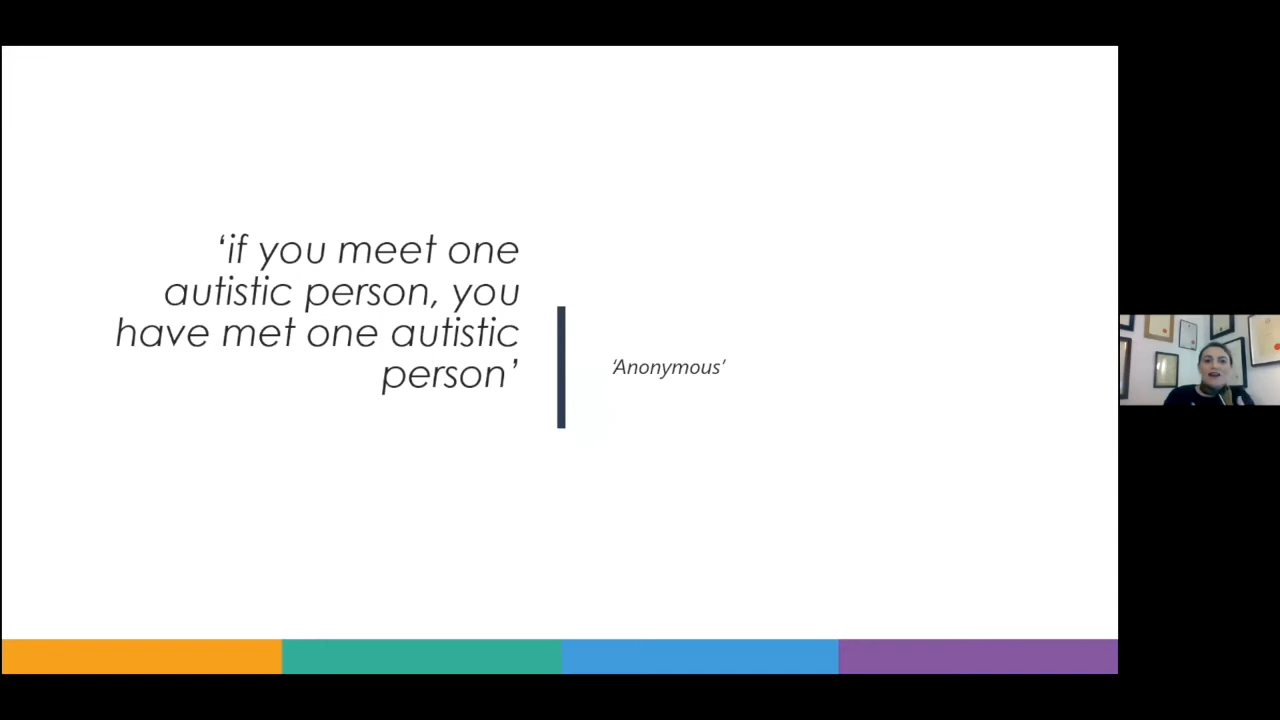 ‘if you meet one
autistic person, you
have met one autistic
person’
‘Anonymous’